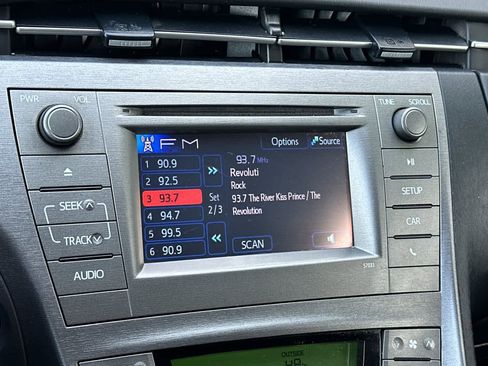 PWR VOL
TUNE SCROLL
FM
Options
Source
1 90.9
2 92.5
3 93.7
4 94.7
5 99.5
6 90.9
Set
2/3
93.7 MHz
Revoluti
Rock
93.7 The River Kiss Prince / The
Revolution
SCAN
SEEK
TRACK
AUDIO
SETUP
CAR
57033
OUTSIDE